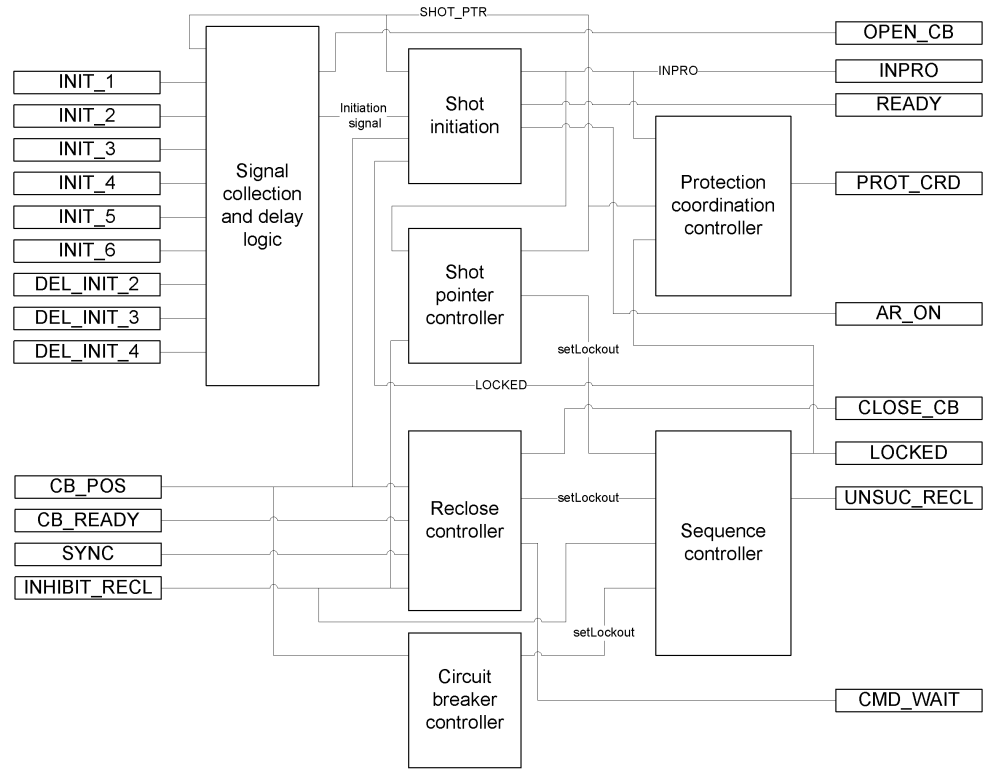 SHOT_PTR
OPEN_CB
INIT_1
INIT_2
INIT_3
INIT_4
INIT_5
INIT_6
DEL_INIT_2
DEL_INIT_3
DEL_INIT_4
Signal
collection
and delay
logic
Initiation
signal
Shot
initiation
INPRO
INPRO
READY
Protection
coordination
controller
PROT_CRD
Shot
pointer
controller
AR_ON
setLockout
LOCKED
CLOSE_CB
LOCKED
UNSUC_RECL
CB_POS
CB_READY
SYNC
INHIBIT_RECL
Reclose
controller
setLockout
Sequence
controller
setLockout
Circuit
breaker
controller
CMD_WAIT